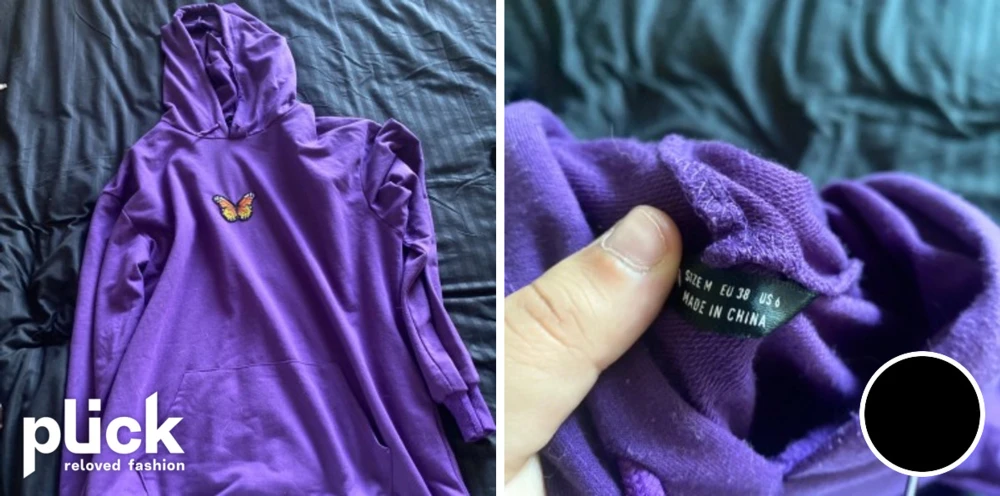 plick
reloved fashion
SIZE M EU 38 US 6
MADE IN CHINA